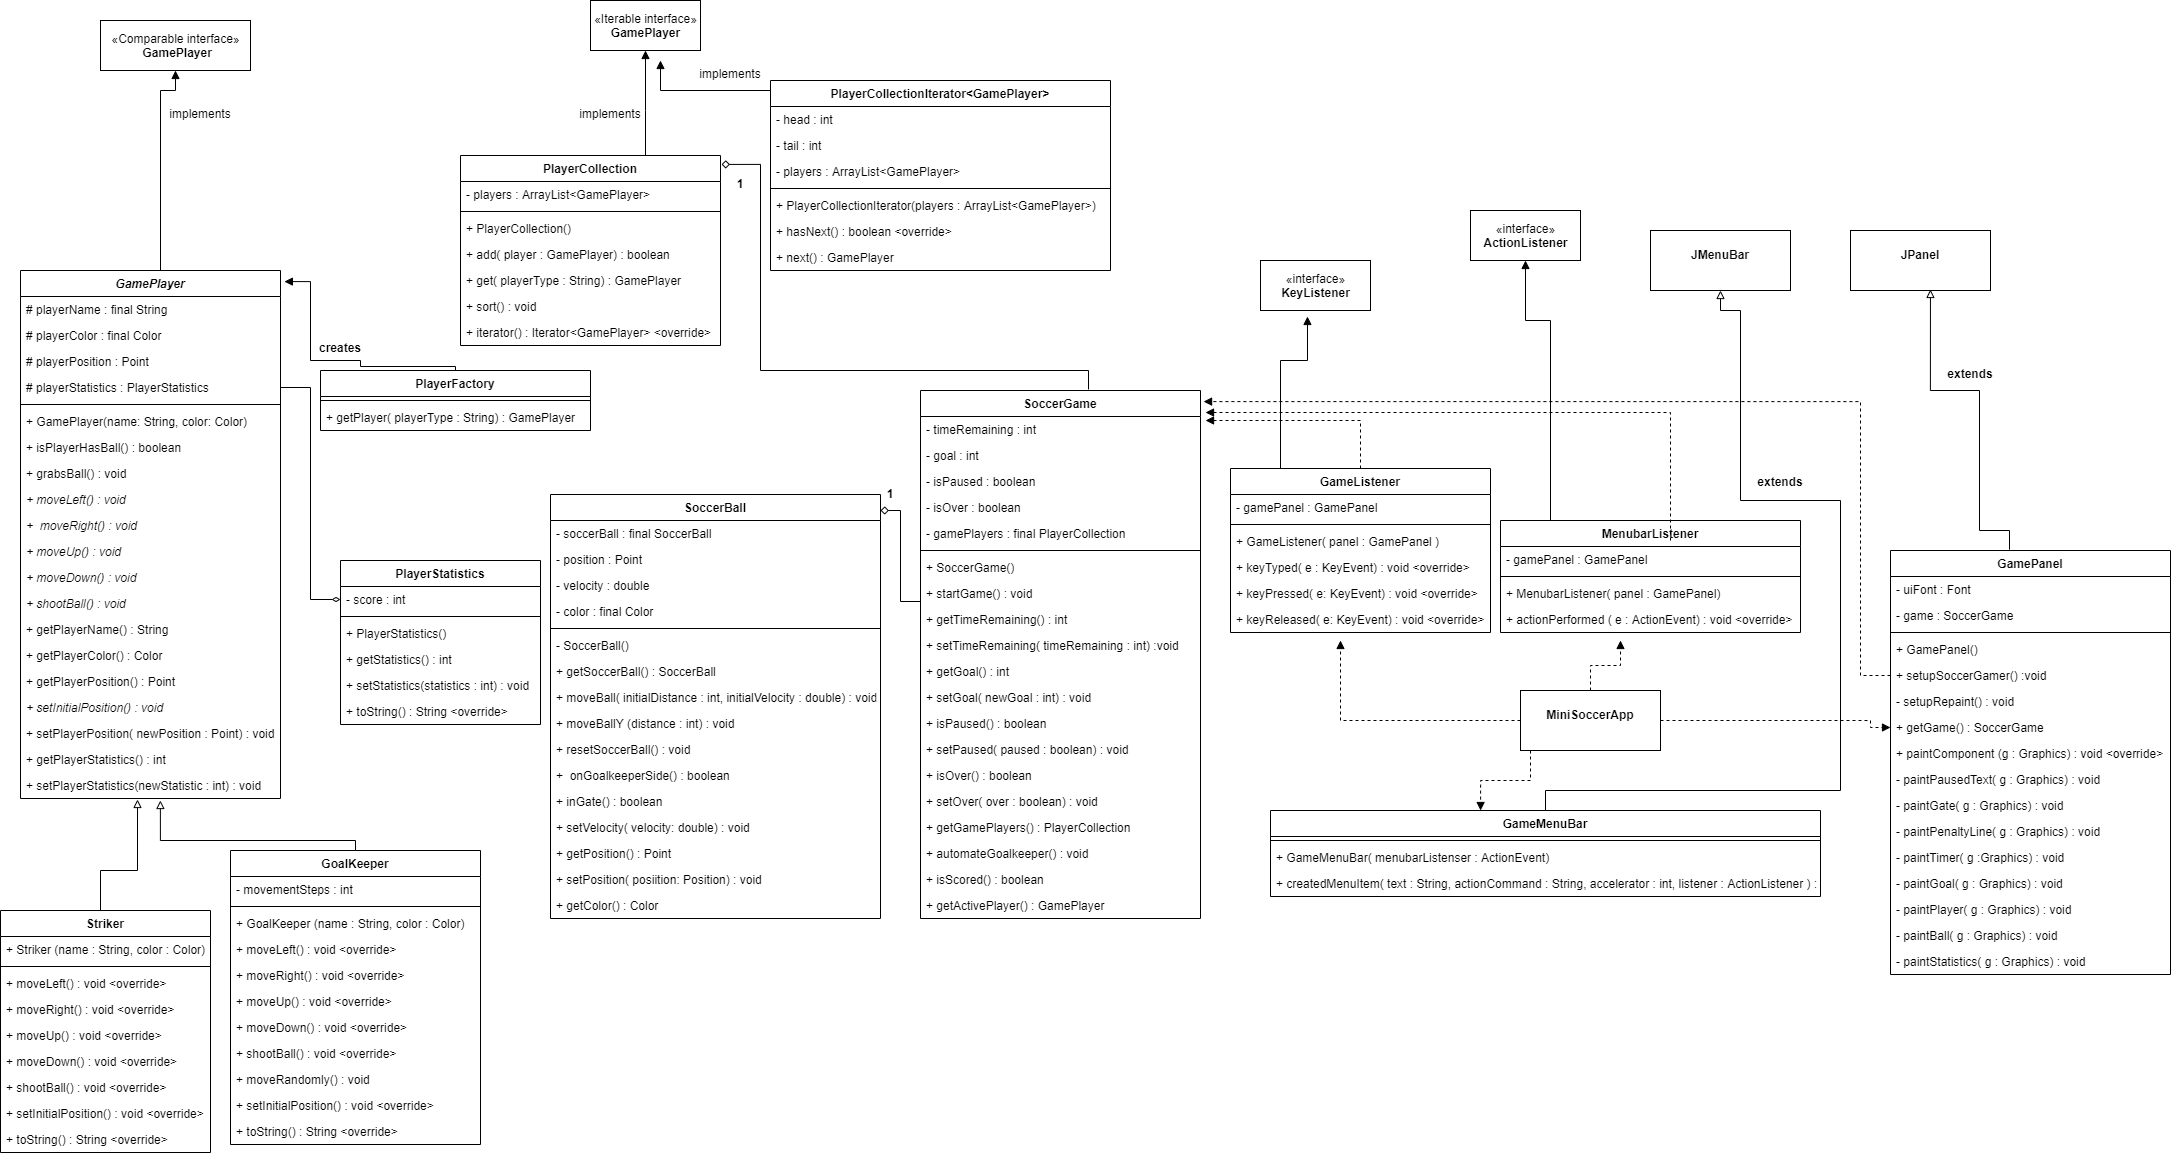 «Comparable interface»
GamePlayer
implements
«Iterable interface»
GamePlayer
implements
implements
PlayerCollectionIterator<GamePlayer>
- head : int
- tail : int
- players : ArrayList<GamePlayer>
+ PlayerCollectionIterator(players : ArrayList<GamePlayer>)
+ hasNext() : boolean <override>
+ next() : GamePlayer
PlayerCollection
- players : ArrayList<GamePlayer>
+ PlayerCollection()
+ add( player : GamePlayer) : boolean
+ get( playerType : String) : GamePlayer
+ sort() : void
+ iterator() : Iterator<GamePlayer> <override>
1
GamePlayer
# playerName : final String
# playerColor : final Color
# playerPosition : Point
# playerStatistics : PlayerStatistics
+ GamePlayer(name: String, color: Color)
+ isPlayerHasBall() : boolean
+ grabsBall() : void
+ moveLeft() : void
+  moveRight() : void
+ moveUp() : void
+ moveDown() : void
+ shootBall() : void
+ getPlayerName() : String
+ getPlayerColor() : Color
+ getPlayerPosition() : Point
+ setInitialPosition() : void
+ setPlayerPosition( newPosition : Point) : void
+ getPlayerStatistics() : int
+ setPlayerStatistics(newStatistic : int) : void
creates
PlayerFactory
+ getPlayer( playerType : String) : GamePlayer
PlayerStatistics
- score : int
+ PlayerStatistics()
+ getStatistics() : int
+ setStatistics(statistics : int) : void
+ toString() : String <override>
Striker
+ Striker (name : String, color : Color)
+ moveLeft() : void <override>
+ moveRight() : void <override>
+ moveUp() : void <override>
+ moveDown() : void <override>
+ shootBall() : void <override>
+ setInitialPosition() : void <override>
+ toString() : String <override>
GoalKeeper
- movementSteps : int
+ GoalKeeper (name : String, color : Color)
+ moveLeft() : void <override>
+ moveRight() : void <override>
+ moveUp() : void <override>
+ moveDown() : void <override>
+ shootBall() : void <override>
+ moveRandomly() : void
+ setInitialPosition() : void <override>
+ toString() : String <override>
SoccerBall
- soccerBall : final SoccerBall
- position : Point
- velocity : double
- color : final Color
- SoccerBall()
+ getSoccerBall() : SoccerBall
+ moveBall( initialDistance : int, initialVelocity : double) : void
+ moveBallY (distance : int) : void
+ resetSoccerBall() : void
+  onGoalkeeperSide() : boolean
+ inGate() : boolean
+ setVelocity( velocity: double) : void
+ getPosition() : Point
+ setPosition( posiition: Position) : void
+ getColor() : Color
1
SoccerGame
- timeRemaining : int
- goal : int
- isPaused : boolean
- isOver : boolean
- gamePlayers : final PlayerCollection
+ SoccerGame()
+ startGame() : void
+ getTimeRemaining() : int
+ setTimeRemaining( timeRemaining : int) :void
+ getGoal() : int
+ setGoal( newGoal : int) : void
+ isPaused() : boolean
+ setPaused( paused : boolean) : void
+ isOver() : boolean
+ setOver( over : boolean) : void
+ getGamePlayers() : PlayerCollection
+ automateGoalkeeper() : void
+ isScored() : boolean
+ getActivePlayer() : GamePlayer
«interface»
KeyListener
«interface»
ActionListener
JMenuBar
JPanel
extends
extends
GameListener
- gamePanel : GamePanel
+ GameListener( panel : GamePanel )
+ keyTyped( e : KeyEvent) : void <override>
+ keyPressed( e: KeyEvent) : void <override>
+ keyReleased( e: KeyEvent) : void <override>
MenubarListener
- gamePanel : GamePanel
+ MenubarListener( panel : GamePanel)
+ actionPerformed ( e : ActionEvent) : void <override>
MiniSoccerApp
GameMenuBar
+ GameMenuBar( menubarListenser : ActionEvent)
+ createdMenuItem( text : String, actionCommand : String, accelerator : int, listener : ActionListener ) :
GamePanel
- uiFont : Font
- game : SoccerGame
+ GamePanel()
+ setupSoccerGamer() :void
- setupRepaint() : void
+ getGame() : SoccerGame
+ paintComponent (g : Graphics) : void <override>
- paintPausedText( g : Graphics) : void
- paintGate( g : Graphics) : void
- paintPenaltyLine( g : Graphics) : void
- paintTimer( g :Graphics) : void
- paintGoal( g : Graphics) : void
- paintPlayer( g : Graphics) : void
- paintBall( g : Graphics) : void
- paintStatistics( g : Graphics) : void